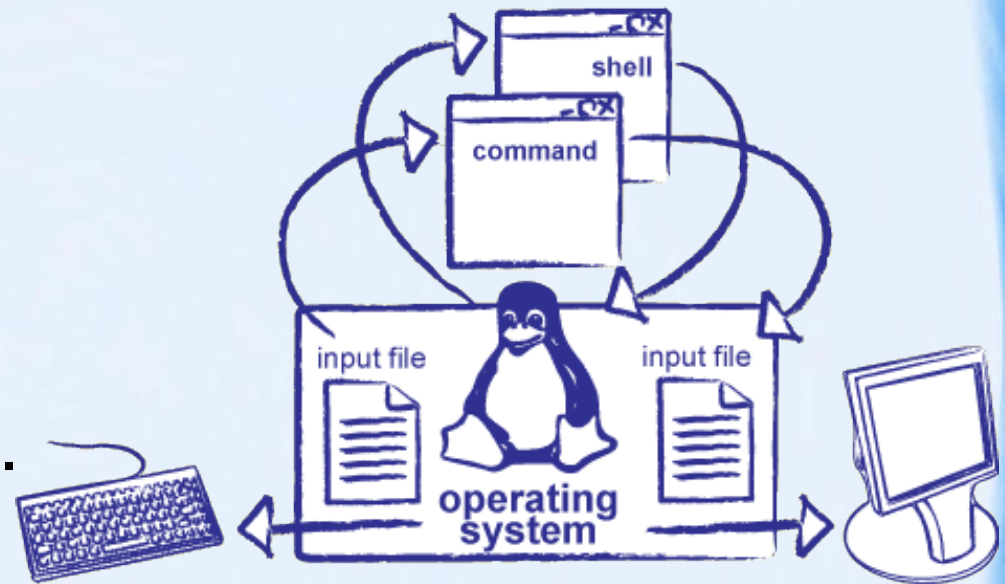 shell
command
input file
input file
operating
system